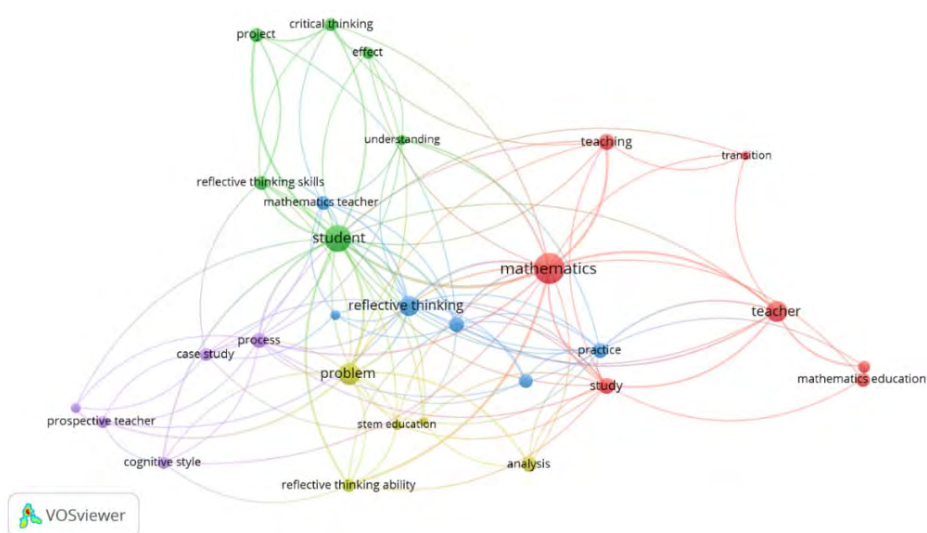 critical thinking
project
effect
understanding
teaching
transition
reflective thinking skills
mathematics teacher
student
mathematics
reflective thinking
teacher
process
case study
practice
problem
study
mathematics education
prospective teacher
stem education
cognitive style
analysis
reflective thinking ability
VOSviewer